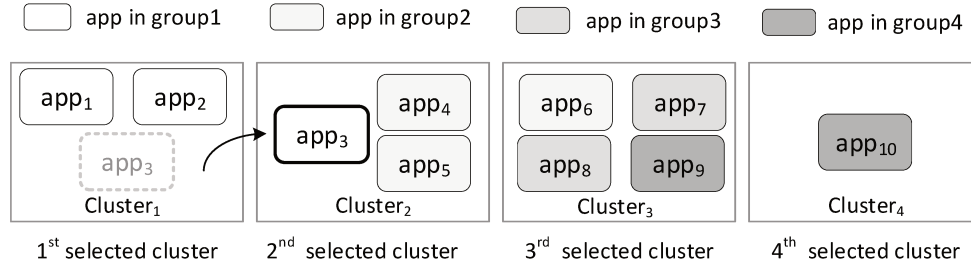 app in group1 app in group2 app in group3 app in group4
app₁ app₂ app₃ app₄ app₆ app₇
app₃ app₅ app₈ app₉ app₁₀
Cluster₁ Cluster₂ Cluster₃ Cluster₄
1st selected cluster 2nd selected cluster 3rd selected cluster 4th selected cluster